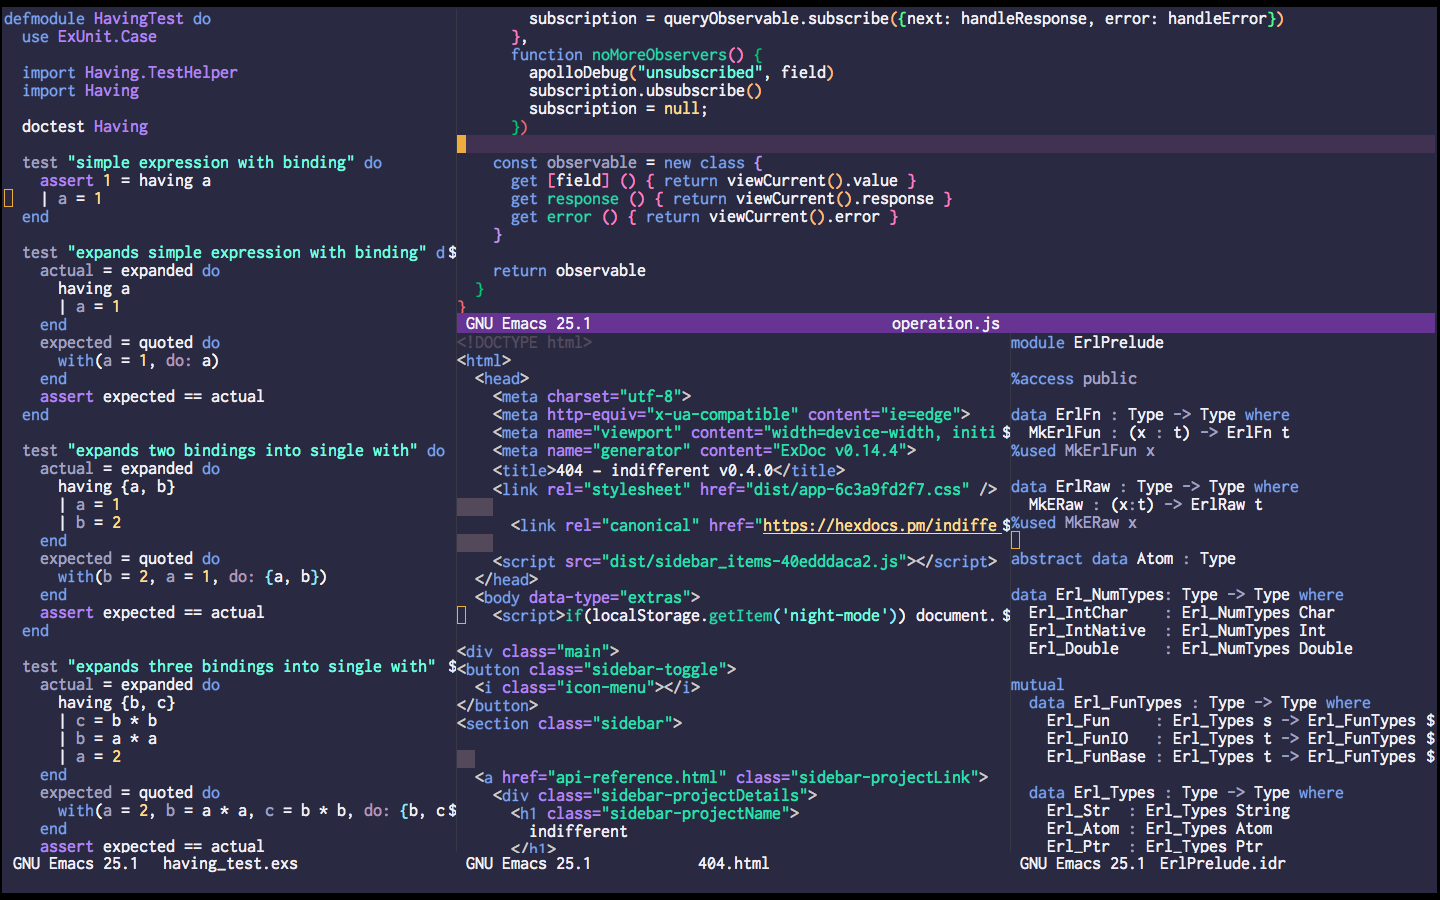 defmodule HavingTest do
  use ExUnit.Case

  import Having.TestHelper
  import Having

  doctest Having

  test "simple expression with binding" do
    assert 1 = having a
    | a = 1
  end

  test "expands simple expression with binding" d$
    actual = expanded do
      having a
      | a = 1
    end
    expected = quoted do
      with(a = 1, do: a)
    end
    assert expected == actual
  end

  test "expands two bindings into single with" do
    actual = expanded do
      having {a, b}
      | a = 1
      | b = 2
    end
    expected = quoted do
      with(b = 2, a = 1, do: {a, b})
    end
    assert expected == actual
  end

  test "expands three bindings into single with" $
    actual = expanded do
      having {b, c}
      | c = b * b
      | b = a * a
      | a = 2
    end
    expected = quoted do
      with(a = 2, b = a * a, c = b * b, do: {b, c$
    end
    assert expected == actual
GNU Emacs 25.1   having_test.exs
        subscription = queryObservable.subscribe({next: handleResponse, error: handleError})
      },
      function noMoreObservers() {
        apolloDebug("unsubscribed", field)
        subscription.ubsubscribe()
        subscription = null;
      })

    const observable = new class {
      get [field] () { return viewCurrent().value }
      get response () { return viewCurrent().response }
      get error () { return viewCurrent().error }
    }

    return observable
  }
}
GNU Emacs 25.1   operation.js
<!DOCTYPE html>
<html>
  <head>
    <meta charset="utf-8">
    <meta http-equiv="x-ua-compatible" content="ie=edge">
    <meta name="viewport" content="width=device-width, initi$
    <meta name="generator" content="ExDoc v0.14.4">
    <title>404 – indifferent v0.4.0</title>
    <link rel="stylesheet" href="dist/app-6c3a9fd2f7.css" />

      <link rel="canonical" href="https://hexdocs.pm/indiffe$

    <script src="dist/sidebar_items-40edddaca2.js"></script>
  </head>
  <body data-type="extras">
    <script>if(localStorage.getItem('night-mode')) document.$

<div class="main">
<button class="sidebar-toggle">
  <i class="icon-menu"></i>
</button>
<section class="sidebar">

  <a href="api-reference.html" class="sidebar-projectLink">
    <div class="sidebar-projectDetails">
      <h1 class="sidebar-projectName">
        indifferent
      </h1>
GNU Emacs 25.1   404.html
module ErlPrelude

%access public

data ErlFn : Type -> Type where
  MkErlFun : (x : t) -> ErlFn t
%used MkErlFun x

data ErlRaw : Type -> Type where
  MkERaw : (x:t) -> ErlRaw t
%used MkERaw x

abstract data Atom : Type

data Erl_NumTypes: Type -> Type where
  Erl_IntChar    : Erl_NumTypes Char
  Erl_IntNative  : Erl_NumTypes Int
  Erl_Double     : Erl_NumTypes Double

mutual
  data Erl_FunTypes : Type -> Type where
    Erl_Fun     : Erl_Types s -> Erl_FunTypes $
    Erl_FunIO   : Erl_Types t -> Erl_FunTypes $
    Erl_FunBase : Erl_Types t -> Erl_FunTypes $

  data Erl_Types : Type -> Type where
    Erl_Str  : Erl_Types String
    Erl_Atom : Erl_Types Atom
    Erl_Ptr  : Erl_Types Ptr
GNU Emacs 25.1   ErlPrelude.idr